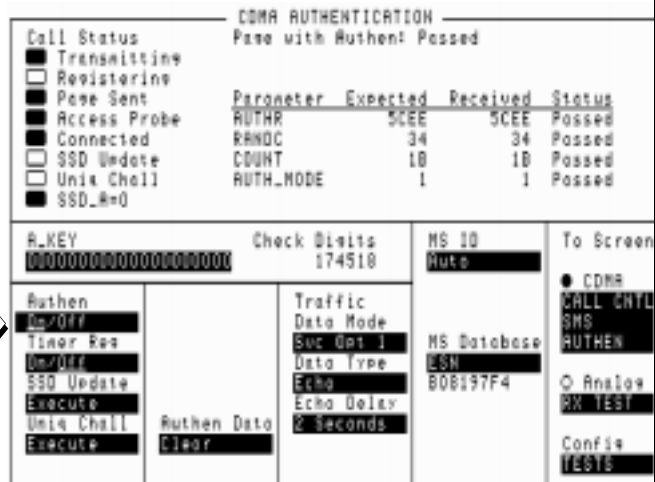 CDMA AUTHENTICATION
Call Status Page with Authen: Passed
Transmitting
Registering
Page Sent Parameter Expected Received Status
Access Probe AUTHR 5CEE 5CEE Passed
Connected RANDC 34 34 Passed
SSD Update COUNT 18 18 Passed
Uniq Chall AUTH_MODE 1 1 Passed
SSD_A=0
A_KEY Check Digits MS ID To Screen
00000000000000000000 174518 Auto
CDMA
Authen Traffic CALL CNTL
On/Off Data Mode SMS
Timer Reg Svc Opt 1 MS Database AUTHEN
On/Off Data Type ESN
SSD Update Echo B08197F4 Analog
Execute Echo Delay RX TEST
Uniq Chall Authen Data 2 Seconds
Execute Clear Config
TESTS